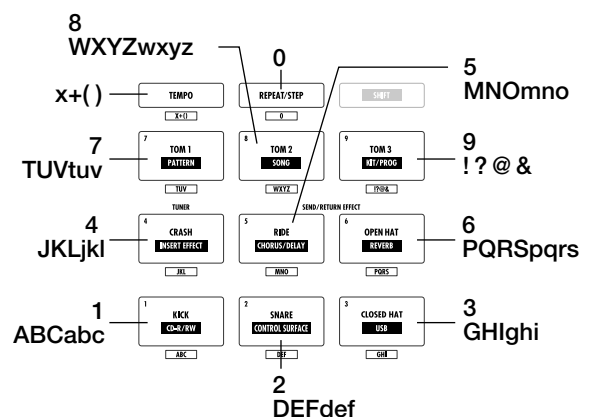 8
WXYZwxyz
0
5
MNOmno
x+( )
TEMPO
REPEAT/STEP
SHIFT
X+()
0
7
TUVtuv
7
TOM 1
PATTERN
8
TOM 2
SONG
9
TOM 3
KIT/PROG
9
! ? @ &
TUV
WXYZ
!?@&
TUNER
SEND/RETURN EFFECT
4
JKLjkl
4
CRASH
INSERT EFFECT
5
RIDE
CHORUS/DELAY
6
OPEN HAT
REVERB
6
PQRSpqrs
JKL
MNO
PQRS
1
ABCabc
1
KICK
CD-R/RW
2
SNARE
CONTROL SURFACE
3
CLOSED HAT
USB
3
GHIghi
ABC
DEF
GHI
2
DEFdef